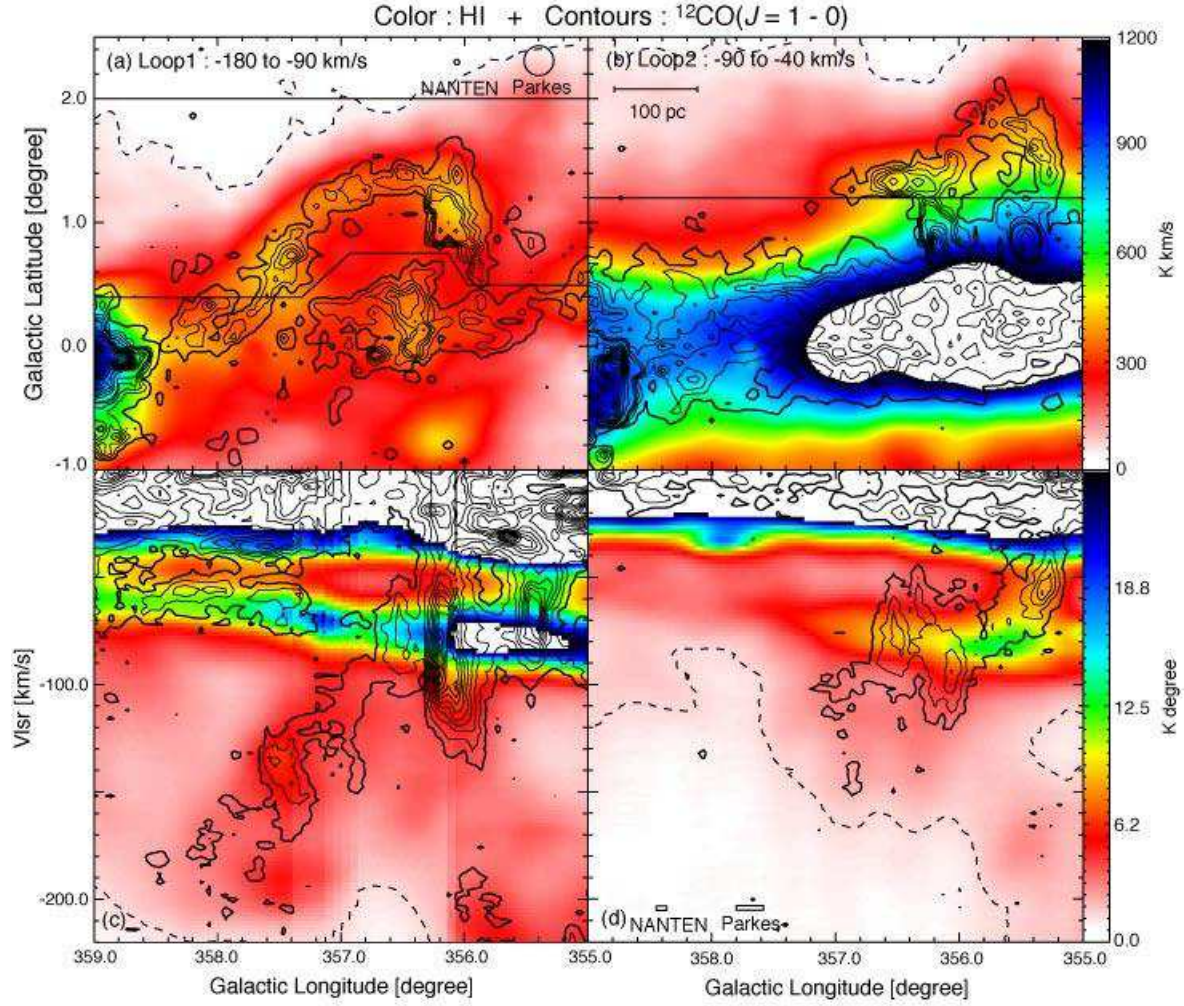 Color : HI + Contours : ¹²CO(J = 1 - 0)
(a) Loop1 : -180 to -90 km/s
NANTEN Parkes
(b) Loop2 : -90 to -40 km/s
100 pc
Galactic Latitude [degree]
2.0
1.0
0.0
-1.0
1200
900
600
300
0
K km/s
Vlsr [km/s]
-100.0
-200.0
(c)
(d)
NANTEN Parkes
18.8
12.5
6.2
0.0
K degree
359.0 358.0 357.0 356.0 355.0 358.0 357.0 356.0 355.0
Galactic Longitude [degree] Galactic Longitude [degree]